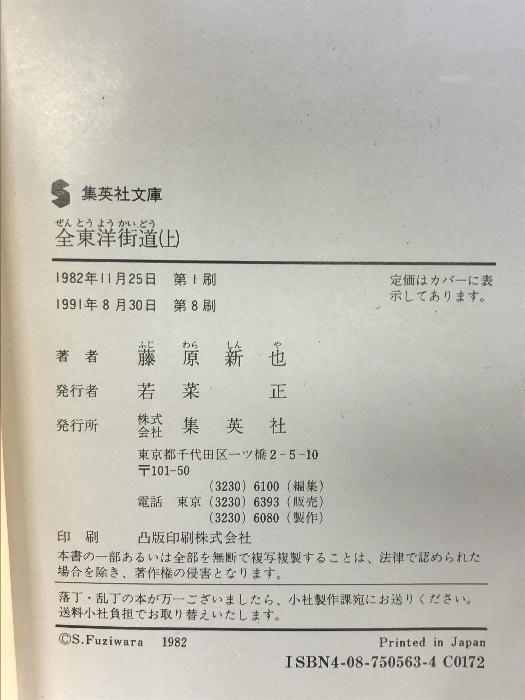 集英社文庫
ぜんとうようかいどう
全東洋街道(上)
1982年11月25日 第1刷
1991年8月30日 第8刷
定価はカバーに表
示してあります。
ふじ わら しん や
著者 藤原新也
発行者 若菜 正
発行所 株式会社 集英社
東京都千代田区一ツ橋2-5-10
〒101-50
(3230) 6100 (編集)
電話 東京 (3230) 6393 (販売)
(3230) 6080 (製作)
印刷 凸版印刷株式会社
本書の一部あるいは全部を無断で複写複製することは、法律で認められた
場合を除き、著作権の侵害となります。
落丁・乱丁の本が万一ございましたら、小社製作課宛にお送りください。
送料小社負担でお取り替えいたします。
©S.Fuziwara 1982
Printed in Japan
ISBN4-08-750563-4 C0172